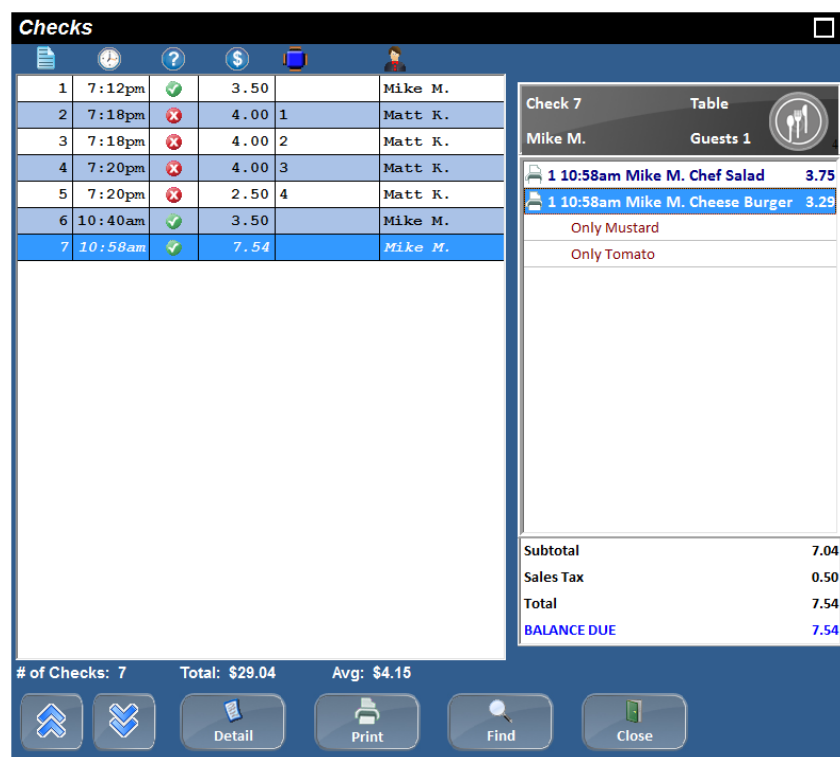 Checks
1 7:12pm 3.50 Mike M.
2 7:18pm 4.00 1 Matt K.
3 7:18pm 4.00 2 Matt K.
4 7:20pm 4.00 3 Matt K.
5 7:20pm 2.50 4 Matt K.
6 10:40am 3.50 Mike M.
7 10:58am 7.54 Mike M.
# of Checks: 7 Total: $29.04 Avg: $4.15
Check 7 Table
Mike M. Guests 1
1 10:58am Mike M. Chef Salad 3.75
1 10:58am Mike M. Cheese Burger 3.29
Only Mustard
Only Tomato
Subtotal 7.04
Sales Tax 0.50
Total 7.54
BALANCE DUE 7.54
Detail Print Find Close